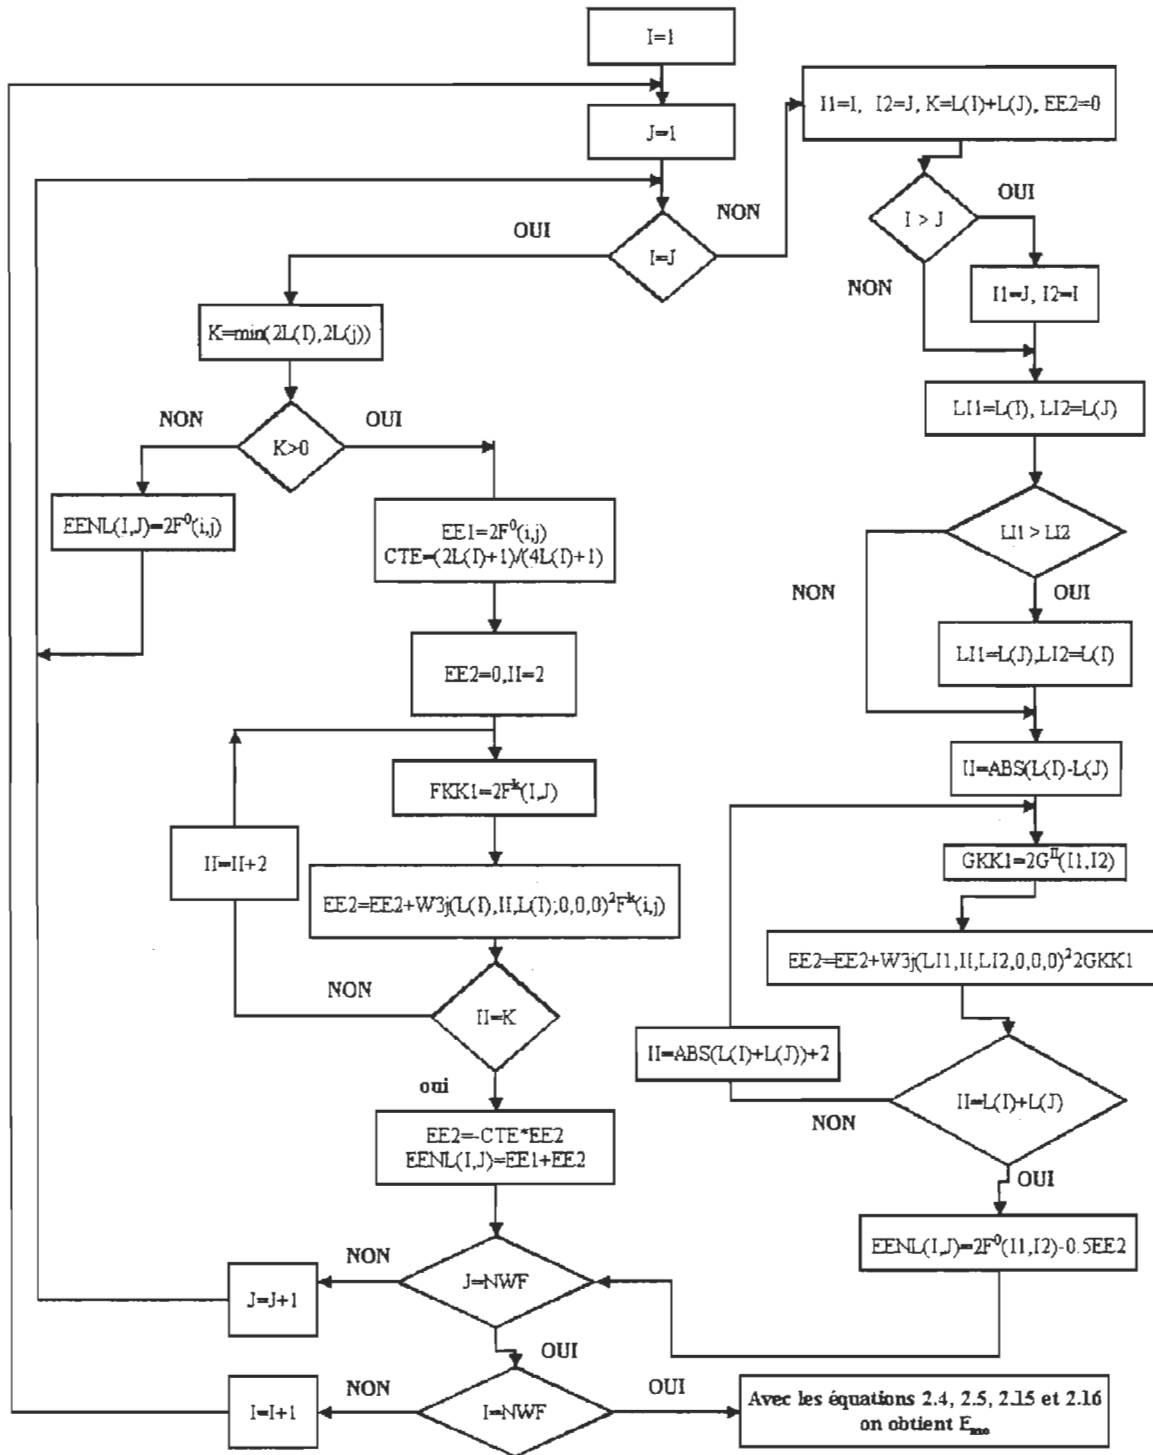 I=1
J=1
I1=I, I2=J, K=L(I)+L(J), EE2=0
NON
OUI
I=J
I > J
OUI
NON
I1=J, I2=I
K=min(2L(I),2L(j))
LI1=L(I), LI2=L(J)
NON
OUI
K>0
EENL(I,J)=2F⁰(i,j)
EE1=2F⁰(i,j)
CTE=(2L(I)+1)/(4L(I)+1)
LI1 > LI2
NON
OUI
LI1=L(J),LI2=L(I)
EE2=0,II=2
II=ABS(L(I)-L(J)
FKK1=2Fᵏ(I,J)
II=II+2
GKK1=2Gᴵᴵ(I1,I2)
EE2=EE2+W3j(L(I),II,L(I);0,0,0)²Fᵏ(i,j)
EE2=EE2+W3j(LI1,II,LI2,0,0,0)²2GKK1
NON
II=K
oui
II=ABS(L(I)+L(J))+2
II=L(I)+L(J)
NON
OUI
EE2=-CTE*EE2
EENL(I,J)=EE1+EE2
EENL(I,J)=2F⁰(I1,I2)-0.5EE2
NON
J=NWF
J=J+1
OUI
NON
I=NWF
OUI
I=I+1
Avec les équations 2.4, 2.5, 2.15 et 2.16
on obtient